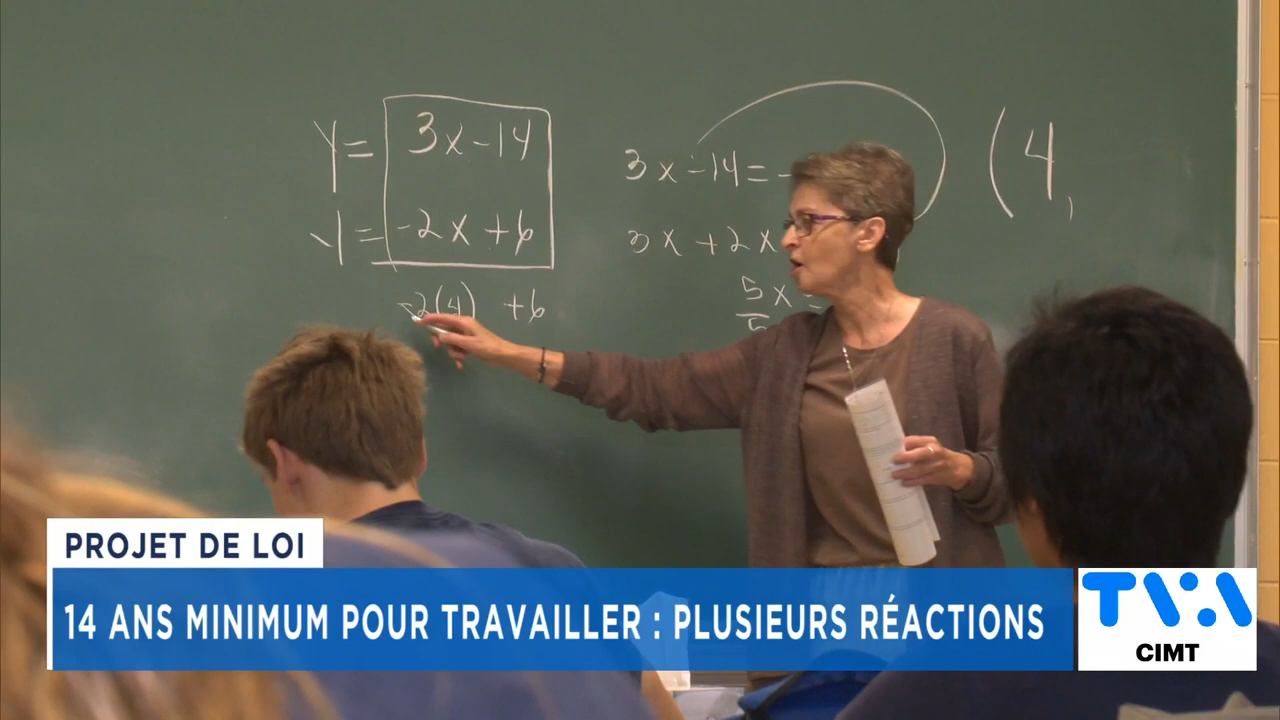 y = 3x-14
y = -2x+6
-2(4) +6
3x-14=-
3x+2x
5x =
5
(4,
PROJET DE LOI
14 ANS MINIMUM POUR TRAVAILLER : PLUSIEURS RÉACTIONS
TVA
CIMT